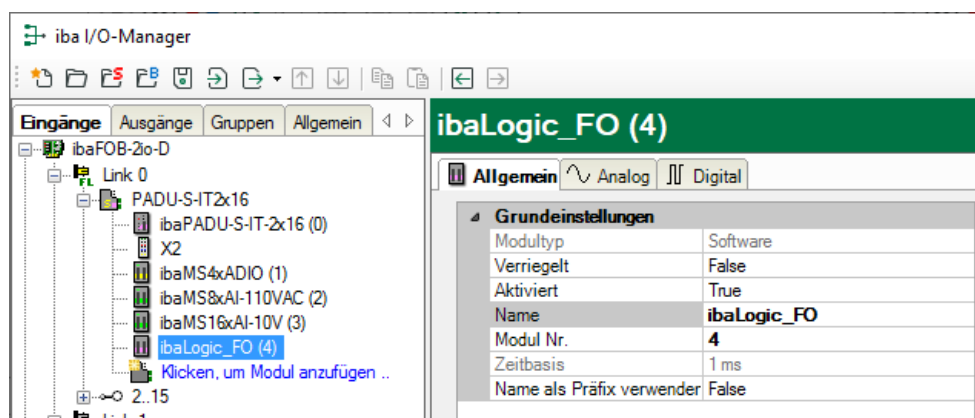 iba I/O-Manager
Eingänge Ausgänge Gruppen Allgemein
ibaFOB-2io-D
FL Link 0
PADU-S-IT2x16
ibaPADU-S-IT-2x16 (0)
X2
ibaMS4xADIO (1)
ibaMS8xAI-110VAC (2)
ibaMS16xAI-10V (3)
ibaLogic_FO (4)
Klicken, um Modul anzufügen ..
2..15
ibaLogic_FO (4)
Allgemein Analog Digital
Grundeinstellungen
Modultyp Software
Verriegelt False
Aktiviert True
Name ibaLogic_FO
Modul Nr. 4
Zeitbasis 1 ms
Name als Präfix verwender False